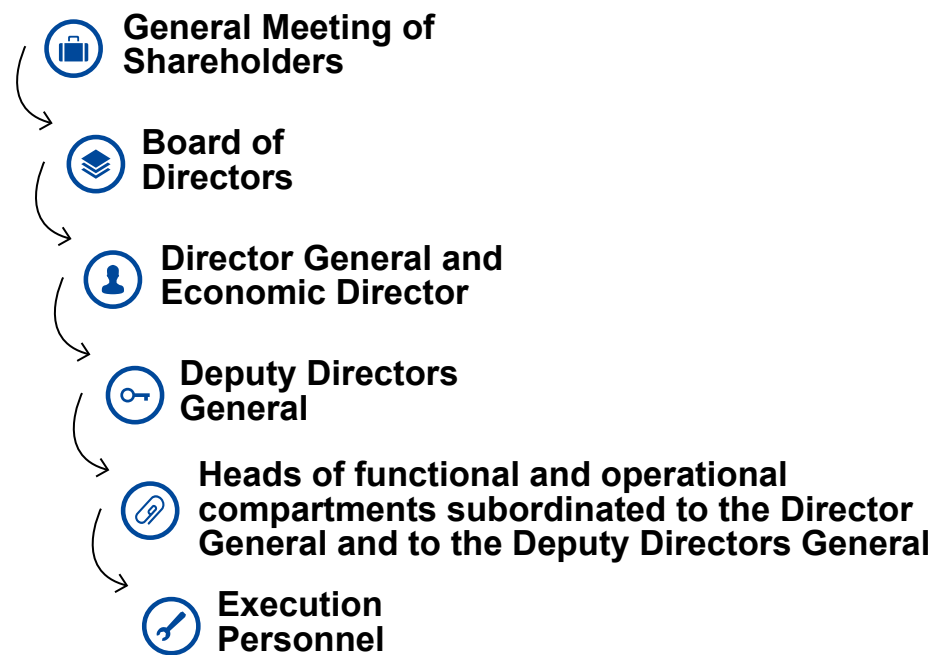 General Meeting of
Shareholders
Board of
Directors
Director General and
Economic Director
Deputy Directors
General
Heads of functional and operational
compartments subordinated to the Director
General and to the Deputy Directors General
Execution
Personnel